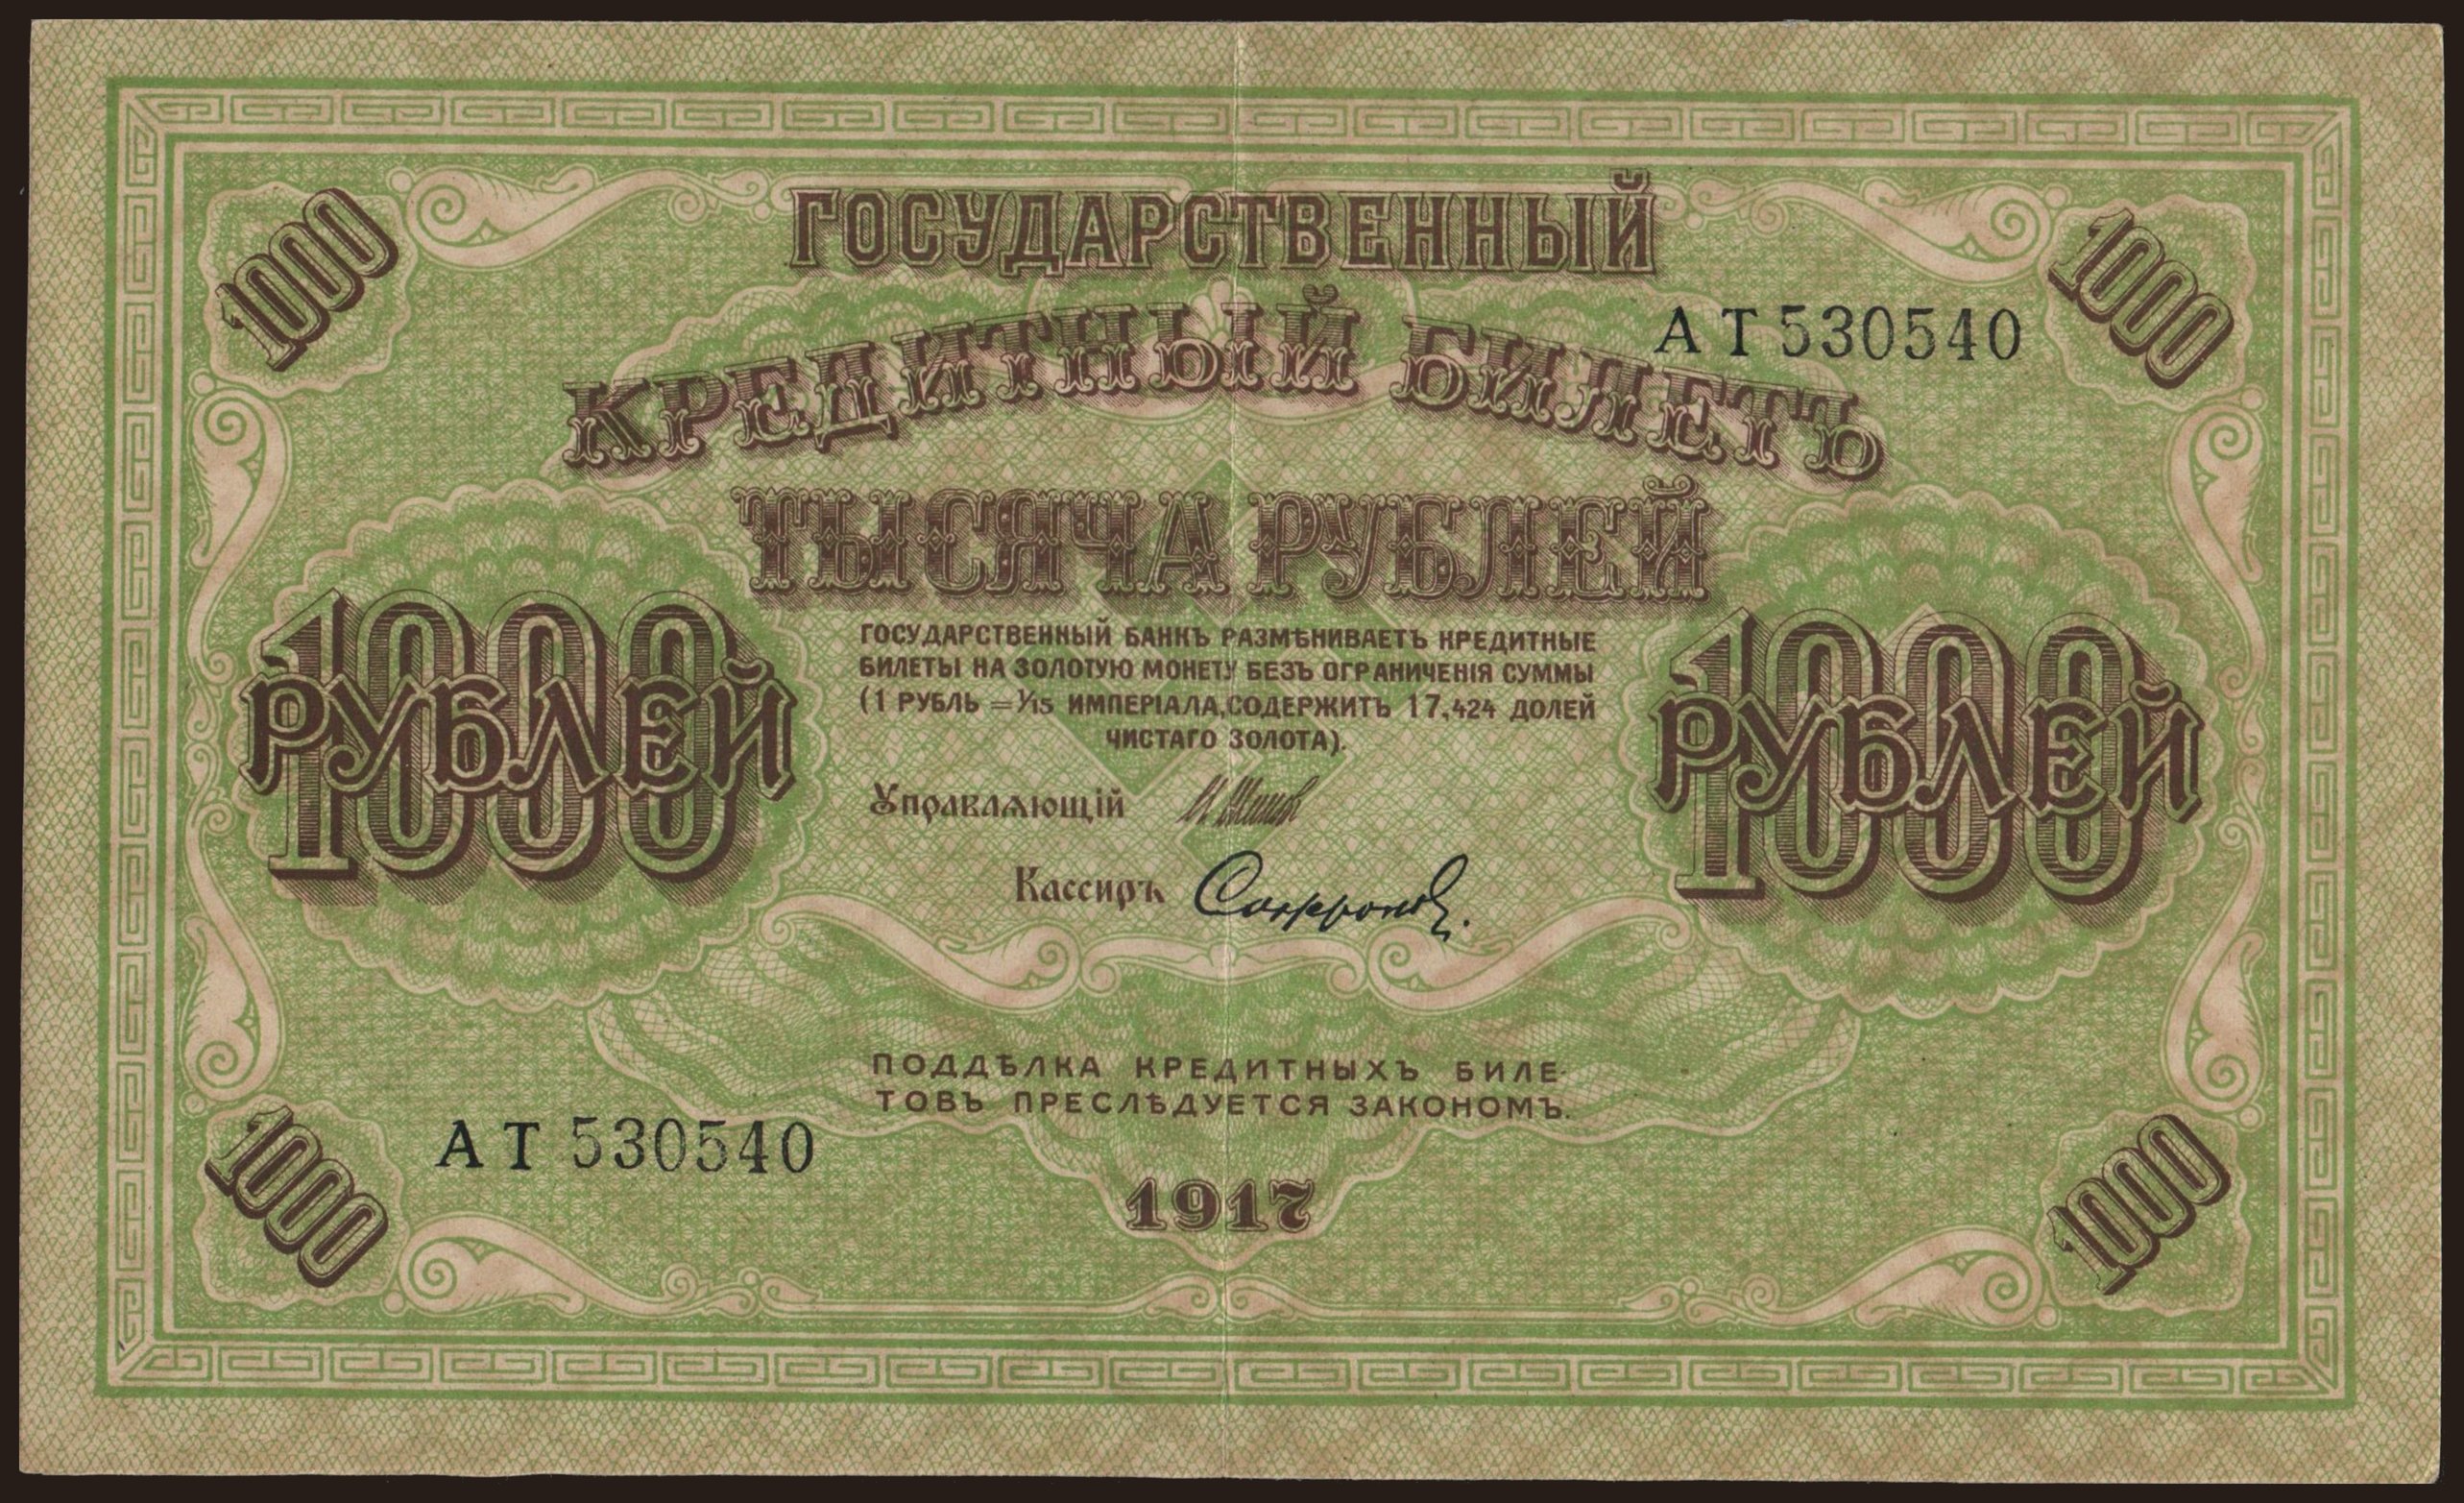 1000
ГОСУДАРСТВЕННЫЙ
1000
КРЕДИТНЫЙ БИЛЕТЪ
АТ 530540
ТЫСЯЧА РУБЛЕЙ
1000
РУБЛЕЙ
ГОСУДАРСТВЕННЫЙ БАНКЪ РАЗМѢНИВАЕТЪ КРЕДИТНЫЕ
БИЛЕТЫ НА ЗОЛОТУЮ МОНЕТУ БЕЗЪ ОГРАНИЧЕНІЯ СУММЫ
(1 РУБЛЬ = 1/15 ИМПЕРІАЛА, СОДЕРЖИТЪ 17,424 ДОЛЕЙ
ЧИСТАГО ЗОЛОТА).
1000
РУБЛЕЙ
Управляющій
Кассиръ
ПОДДѢЛКА КРЕДИТНЫХЪ БИЛЕ-
ТОВЪ ПРЕСЛѢДУЕТСЯ ЗАКОНОМЪ.
АТ 530540
1917
1000
1000